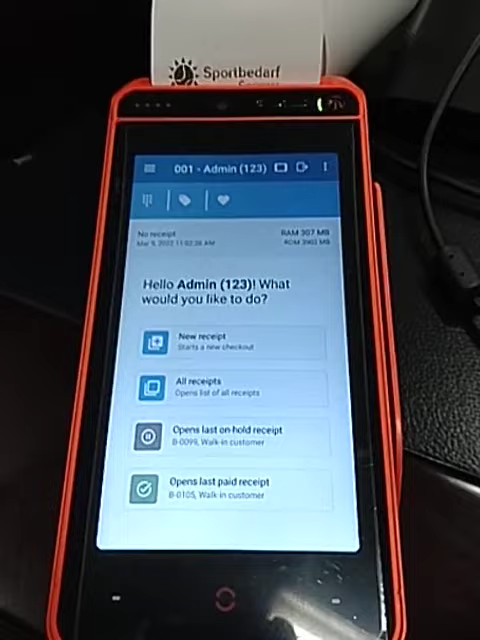 Sportbedarf
001 - Admin (123)
No receipt
RAM 307 MB
Mar 9, 2022 11:02:26 AM
ROM 3902 MB
Hello Admin (123)! What
would you like to do?
New receipt
Starts a new checkout
All receipts
Opens list of all receipts
Opens last on-hold receipt
B-0099, Walk-in customer
Opens last paid receipt
B-0105, Walk-in customer